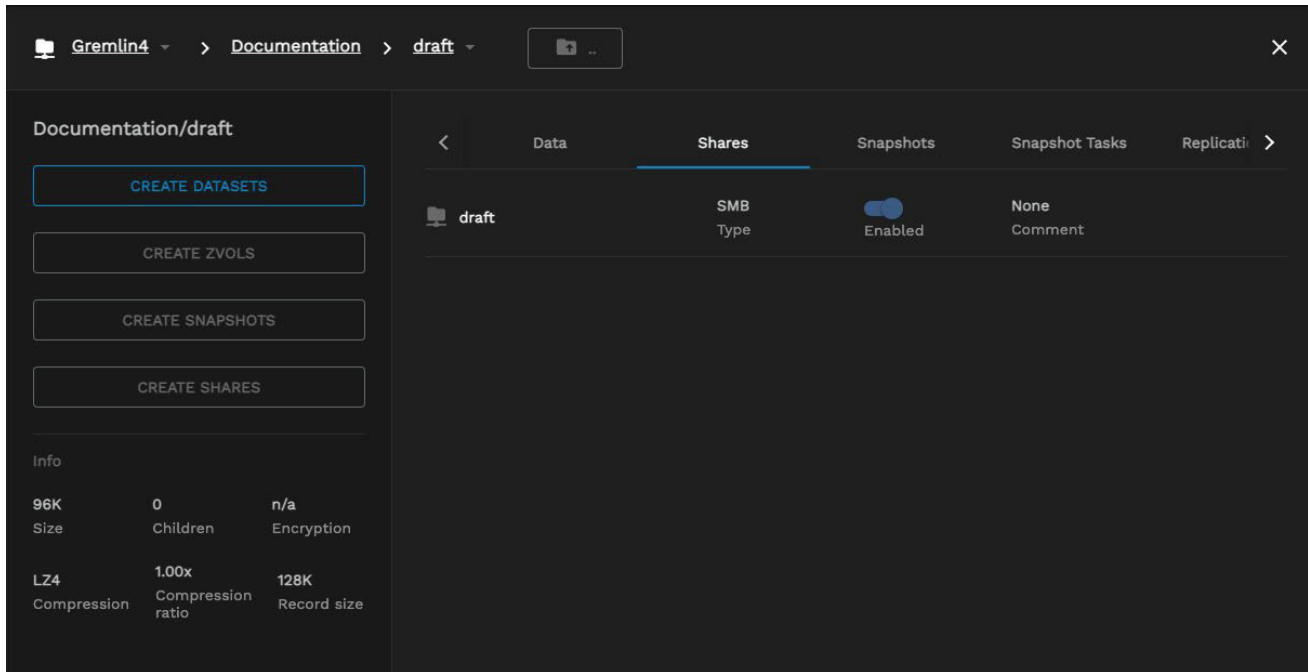 Gremlin4 > Documentation > draft ..
Documentation/draft
CREATE DATASETS
CREATE ZVOLS
CREATE SNAPSHOTS
CREATE SHARES
Info
96K 0 n/a
Size Children Encryption
LZ4 1.00x 128K
Compression Compression ratio Record size
Data Shares Snapshots Snapshot Tasks Replicati
draft SMB None
Type Enabled Comment